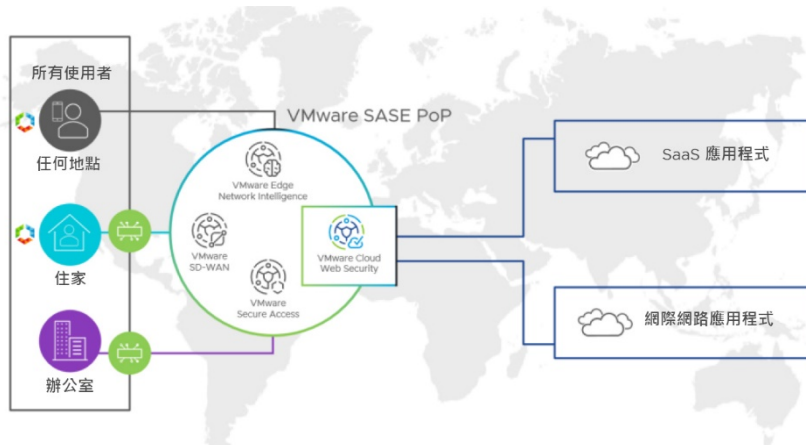 所有使用者
任何地點
住家
辦公室
VMware SASE PoP
VMware Edge
Network Intelligence
VMware
SD-WAN
VMware Cloud
Web Security
VMware
Secure Access
SaaS 應用程式
網際網路應用程式